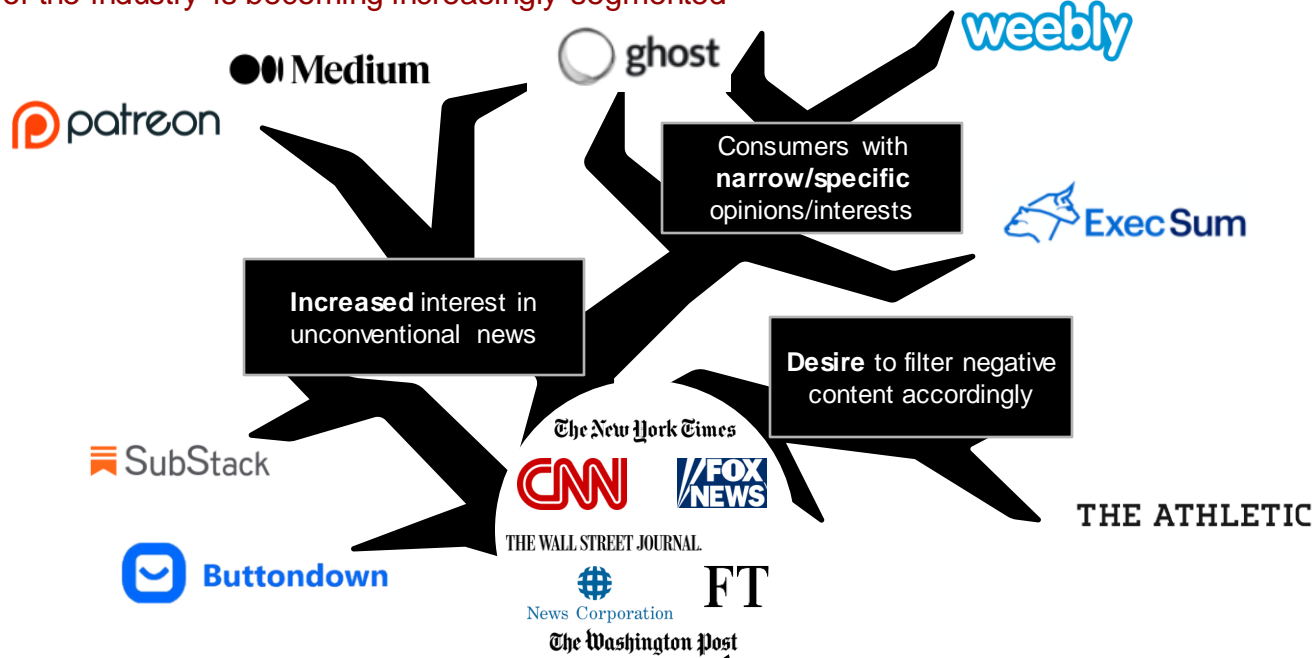 of the industry is becoming increasingly segmented
weebly
ghost
Medium
patreon
Consumers with
narrow/specific
opinions/interests
ExecSum
Increased interest in
unconventional news
Desire to filter negative
content accordingly
The New York Times
SubStack
CNN
FOX
NEWS
THE ATHLETIC
THE WALL STREET JOURNAL.
Buttondown
FT
News Corporation
The Washington Post